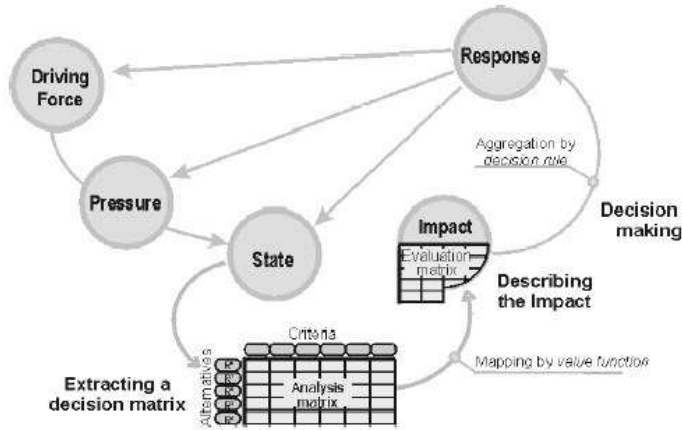 Response
Driving
Force
Aggregation by
decision rule
Pressure
Decision
making
Impact
Evaluation
matrix
State
Describing
the Impact
Criteria
Mapping by value function
Alternatives
Analysis
matrix
Extracting a
decision matrix